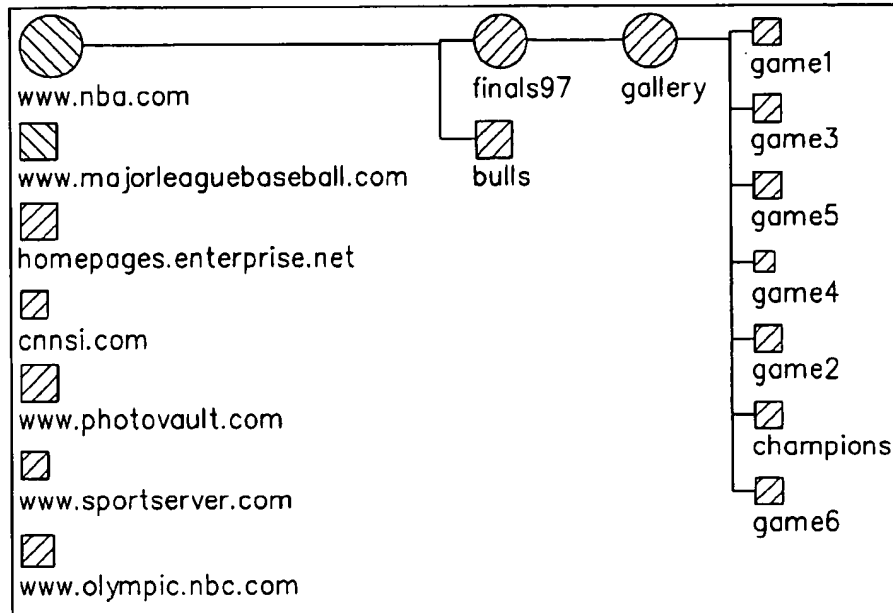 www.nba.com
www.majorleaguebaseball.com
homepages.enterprise.net
cnnsi.com
www.photovault.com
www.sportserver.com
www.olympic.nbc.com
finals97
bulls
gallery
game1
game3
game5
game4
game2
champions
game6